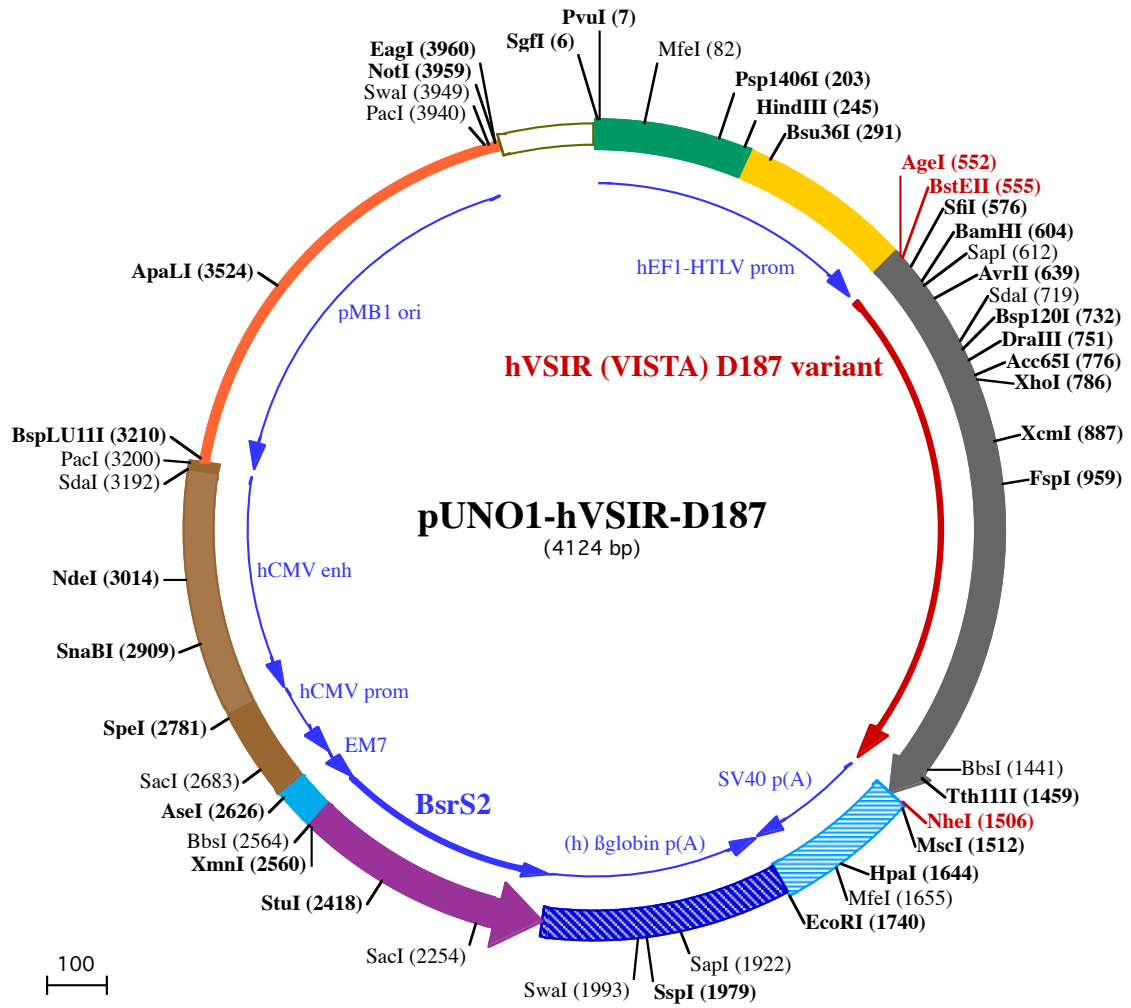 PvuI (7)
SgfI (6)
MfeI (82)
EagI (3960)
NotI (3959)
SwaI (3949)
PacI (3940)
Psp1406I (203)
HindIII (245)
Bsu36I (291)
AgeI (552)
BstEII (555)
SfiI (576)
BamHI (604)
SapI (612)
AvrII (639)
SdaI (719)
Bsp120I (732)
DraIII (751)
Acc65I (776)
XhoI (786)
XcmI (887)
FspI (959)
ApaLI (3524)
hEF1-HTLV prom
pMB1 ori
hVSIR (VISTA) D187 variant
BspLU11I (3210)
PacI (3200)
SdaI (3192)
pUNO1-hVSIR-D187
(4124 bp)
NdeI (3014)
hCMV enh
SnaBI (2909)
hCMV prom
SpeI (2781)
EM7
SacI (2683)
SV40 p(A)
BbsI (1441)
Tth111I (1459)
AseI (2626)
BsrS2
NheI (1506)
BbsI (2564)
(h) ßglobin p(A)
MscI (1512)
XmnI (2560)
HpaI (1644)
MfeI (1655)
StuI (2418)
EcoRI (1740)
SacI (2254)
SapI (1922)
100
SwaI (1993)
SspI (1979)